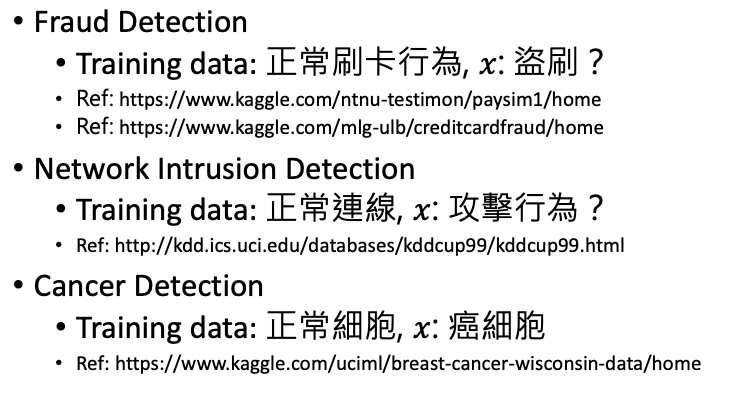 • Fraud Detection
• Training data: 正常刷卡行為, x: 盜刷？
• Ref: https://www.kaggle.com/ntnu-testimon/paysim1/home
• Ref: https://www.kaggle.com/mlg-ulb/creditcardfraud/home
• Network Intrusion Detection
• Training data: 正常連線, x: 攻擊行為？
• Ref: http://kdd.ics.uci.edu/databases/kddcup99/kddcup99.html
• Cancer Detection
• Training data: 正常細胞, x: 癌細胞
• Ref: https://www.kaggle.com/uciml/breast-cancer-wisconsin-data/home